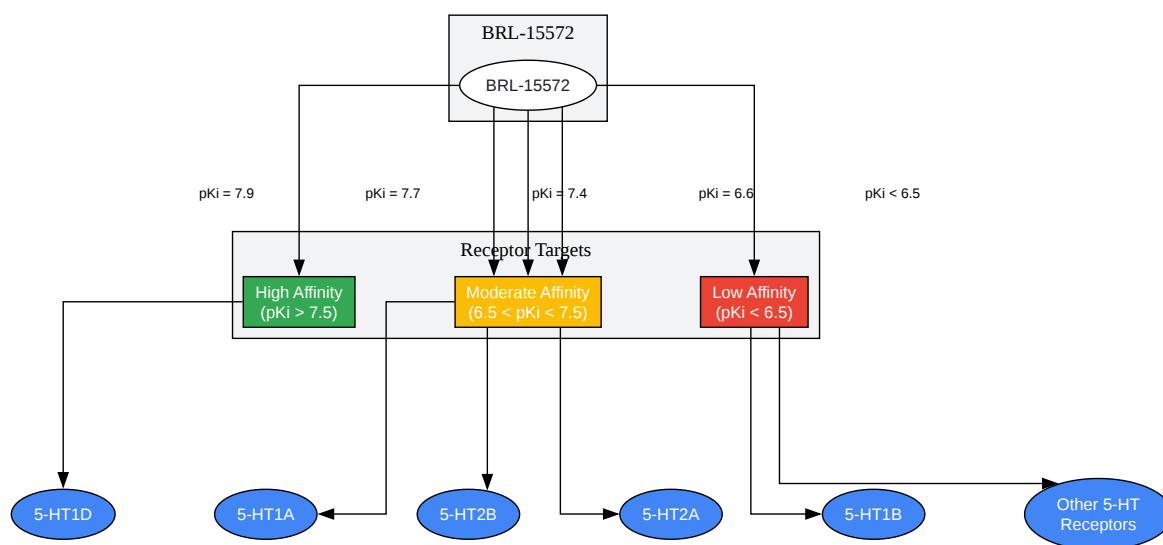 BRL-15572
BRL-15572
pKi = 7.9
pKi = 7.7
pKi = 7.4
pKi = 6.6
pKi < 6.5
Receptor Targets
High Affinity
(pKi > 7.5)
Moderate Affinity
(6.5 < pKi < 7.5)
Low Affinity
(pKi < 6.5)
5-HT1D
5-HT1A
5-HT2B
5-HT2A
5-HT1B
Other 5-HT
Receptors